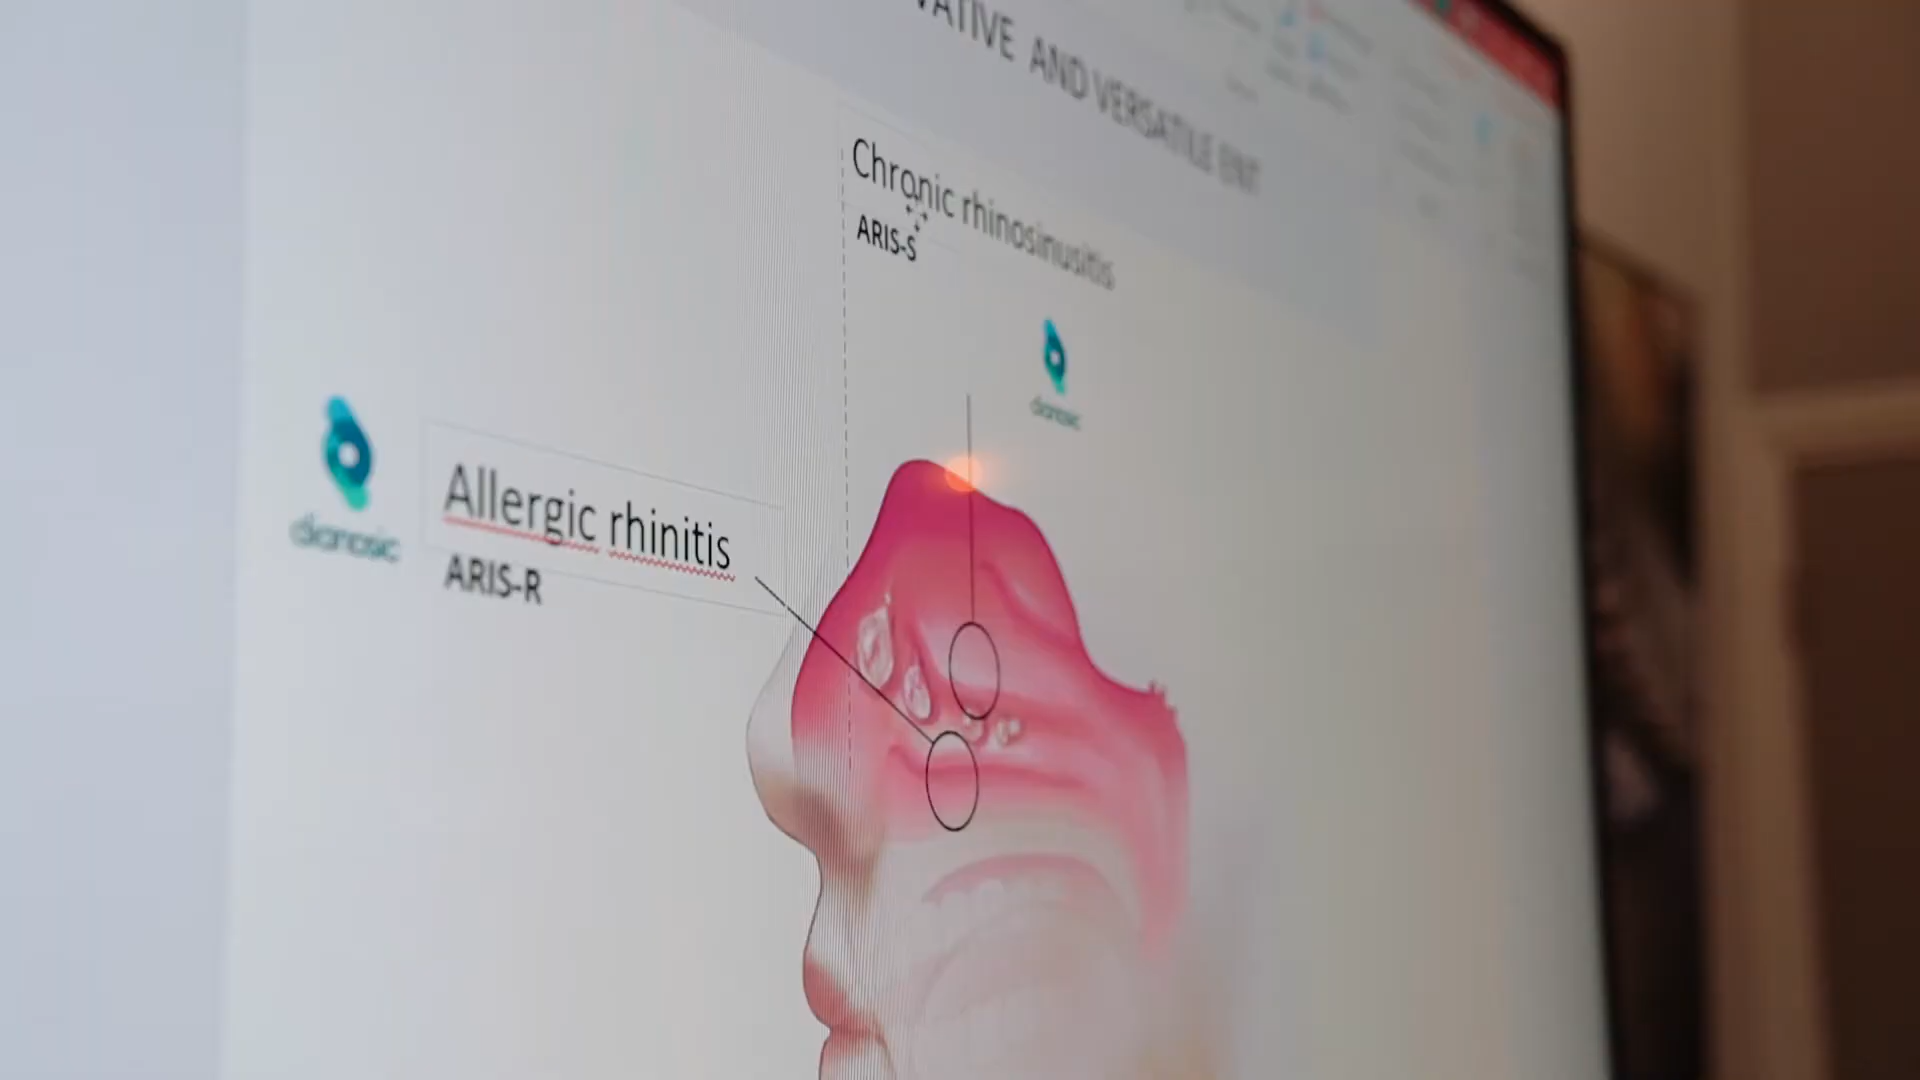 VATIVE AND VERSATILE ENT
Chronic rhinosinusitis
ARIS-S
dianosic
dianosic
Allergic rhinitis
ARIS-R